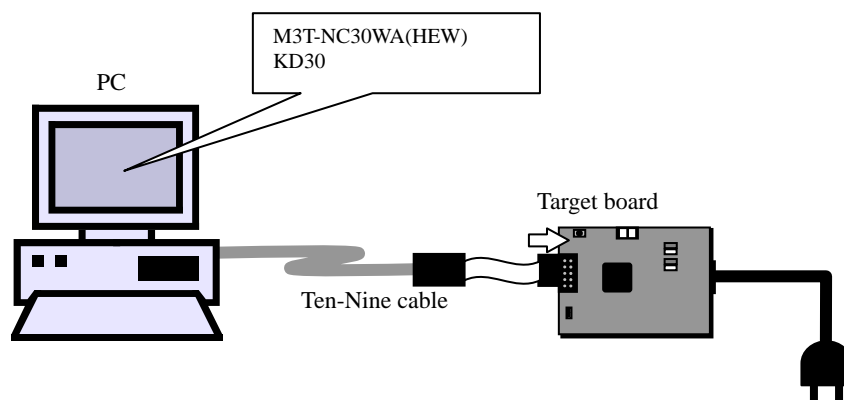 M3T-NC30WA(HEW)
KD30
PC
Target board
Ten-Nine cable